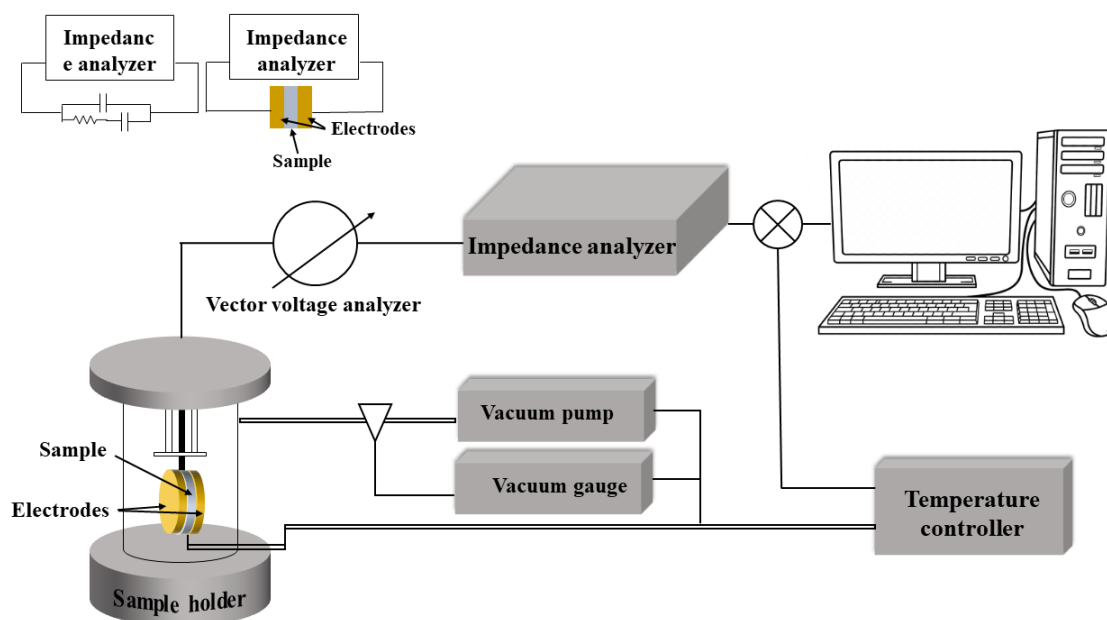 Impedanc
e analyzer
Impedance
analyzer
Electrodes
Sample
Impedance analyzer
Vector voltage analyzer
Vacuum pump
Sample
Vacuum gauge
Electrodes
Temperature
controller
Sample holder